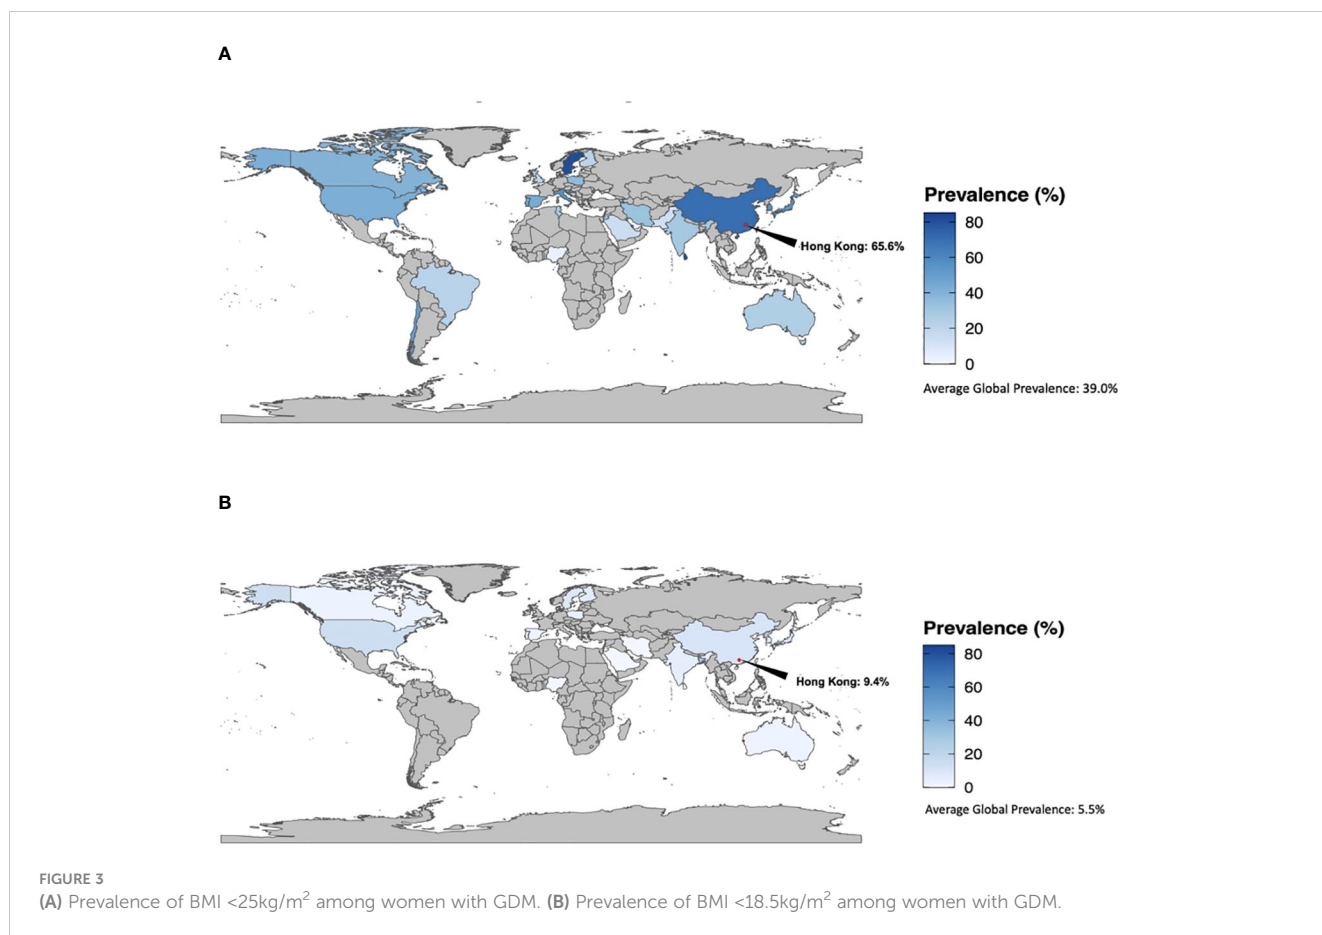 A
Prevalence (%)
80
60
40
20
0
Hong Kong: 65.6%
Average Global Prevalence: 39.0%
B
Prevalence (%)
80
60
40
20
0
Hong Kong: 9.4%
Average Global Prevalence: 5.5%
FIGURE 3
(A) Prevalence of BMI <25kg/m² among women with GDM. (B) Prevalence of BMI <18.5kg/m² among women with GDM.